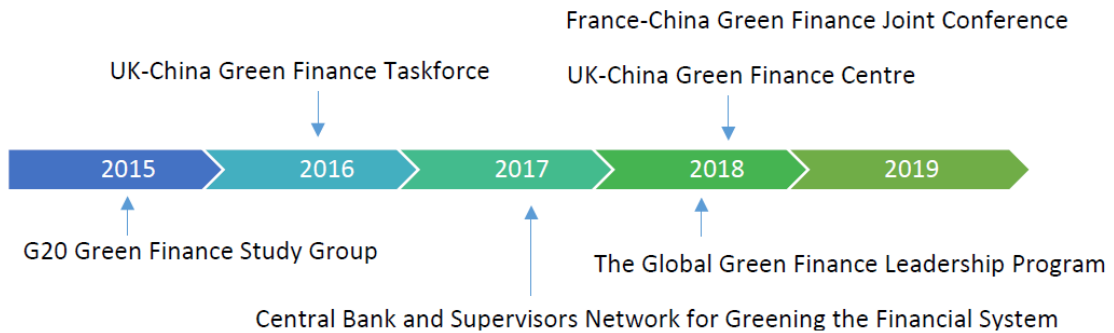 France-China Green Finance Joint Conference
UK-China Green Finance Taskforce
UK-China Green Finance Centre
2015
2016
2017
2018
2019
G20 Green Finance Study Group
The Global Green Finance Leadership Program
Central Bank and Supervisors Network for Greening the Financial System